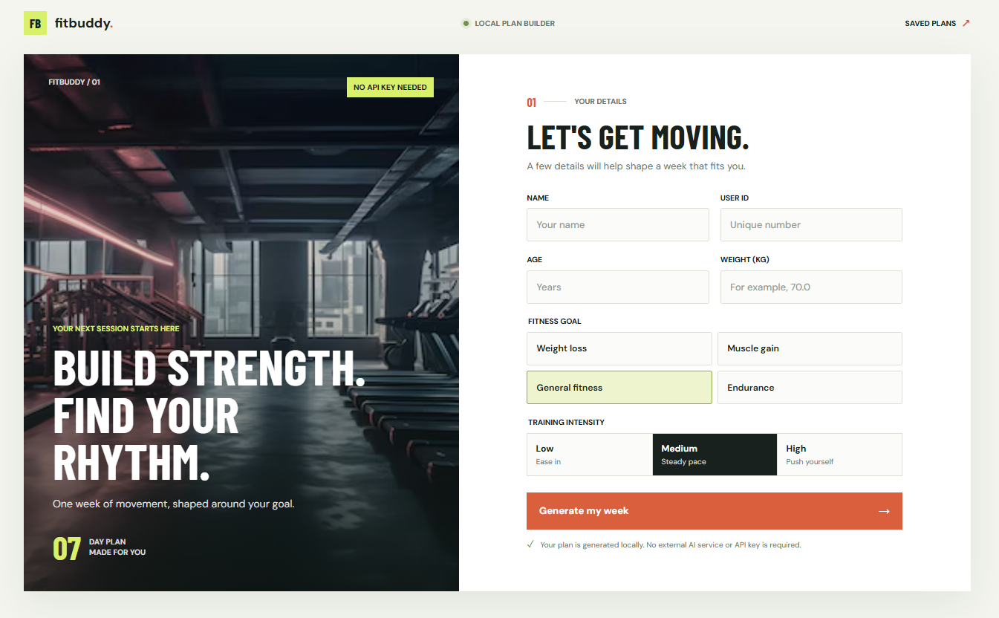 FB fitbuddy.
LOCAL PLAN BUILDER
SAVED PLANS ↗
FITBUDDY / 01
NO API KEY NEEDED
YOUR NEXT SESSION STARTS HERE
BUILD STRENGTH.
FIND YOUR
RHYTHM.
One week of movement, shaped around your goal.
07
DAY PLAN
MADE FOR YOU
01
YOUR DETAILS
LET'S GET MOVING.
A few details will help shape a week that fits you.
NAME
USER ID
Your name
Unique number
AGE
WEIGHT (KG)
Years
For example, 70.0
FITNESS GOAL
Weight loss
Muscle gain
General fitness
Endurance
TRAINING INTENSITY
Low
Ease in
Medium
Steady pace
High
Push yourself
Generate my week →
✓ Your plan is generated locally. No external AI service or API key is required.